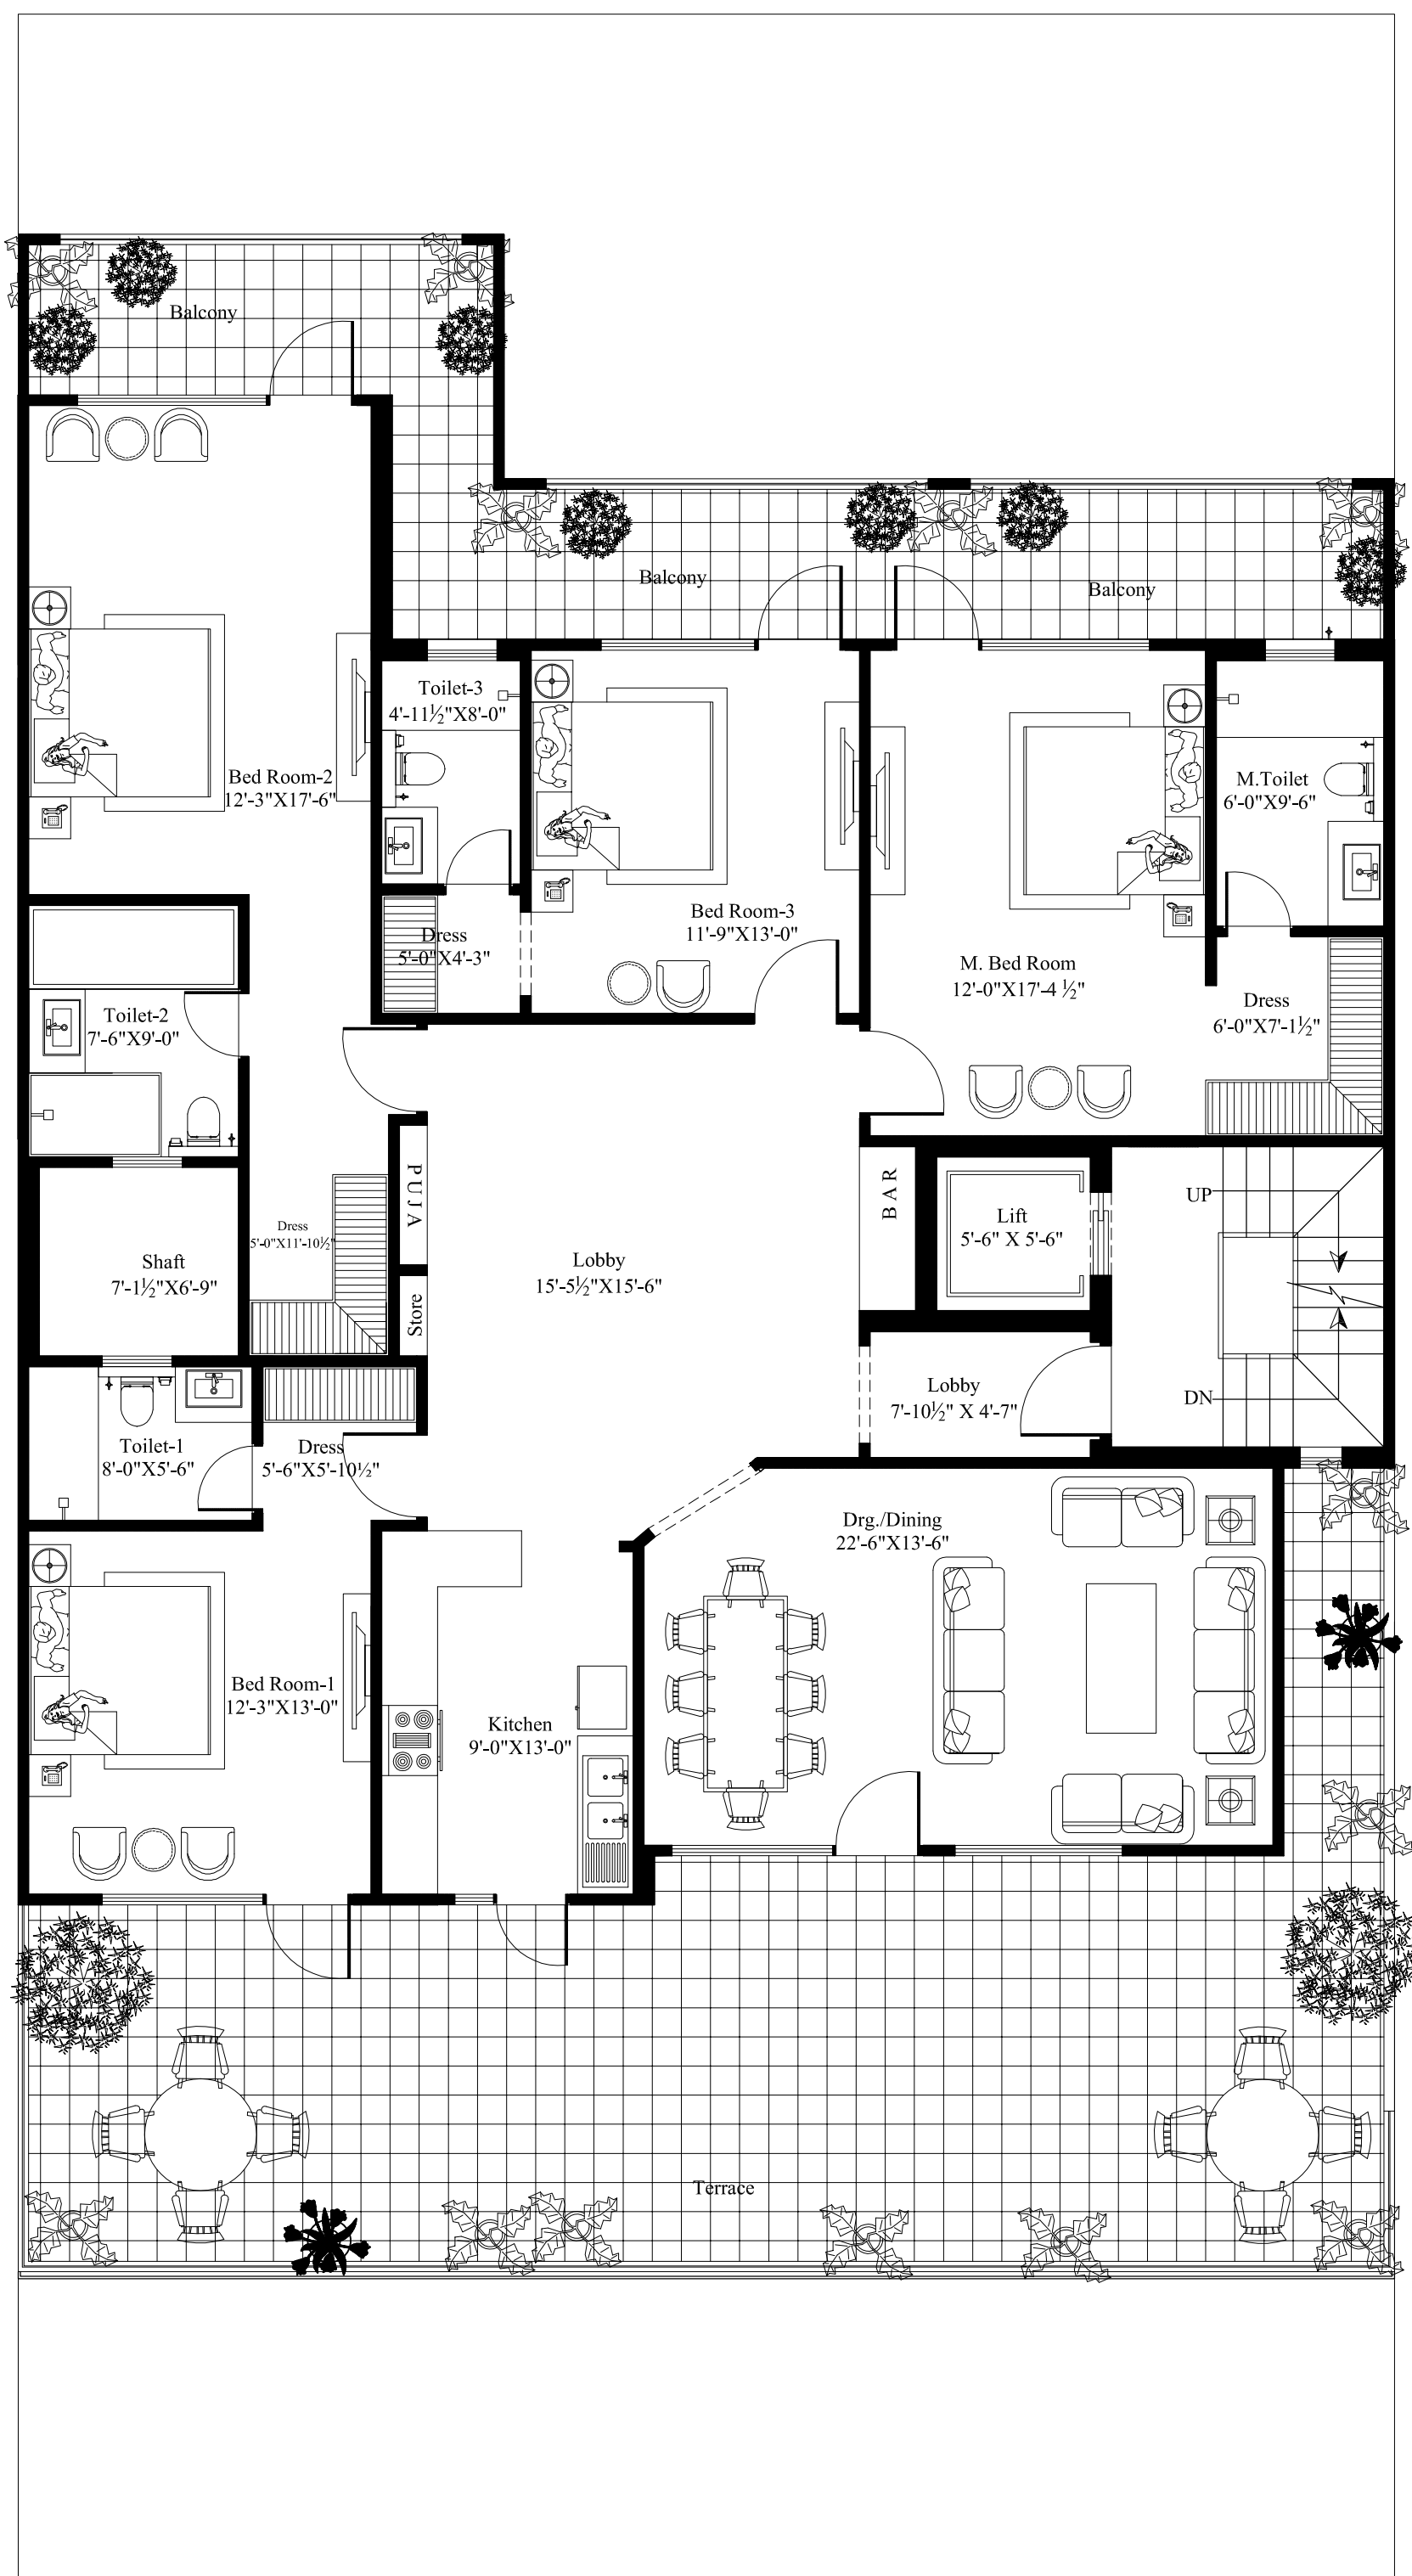 Balcony
Balcony
Balcony
Toilet-3
4'-11½"X8'-0"
Bed Room-2
12'-3"X17'-6"
M.Toilet
6'-0"X9'-6"
Bed Room-3
11'-9"X13'-0"
Dress
5'-0"X4'-3"
M. Bed Room
12'-0"X17'-4 ½"
Dress
6'-0"X7'-1½"
Toilet-2
7'-6"X9'-0"
PUJA
BAR
UP
Lift
5'-6" X 5'-6"
Dress
5'-0"X11'-10½"
Shaft
7'-1½"X6'-9"
Lobby
15'-5½"X15'-6"
Store
Lobby
7'-10½" X 4'-7"
DN
Toilet-1
8'-0"X5'-6"
Dress
5'-6"X5'-10½"
Drg./Dining
22'-6"X13'-6"
Bed Room-1
12'-3"X13'-0"
Kitchen
9'-0"X13'-0"
Terrace